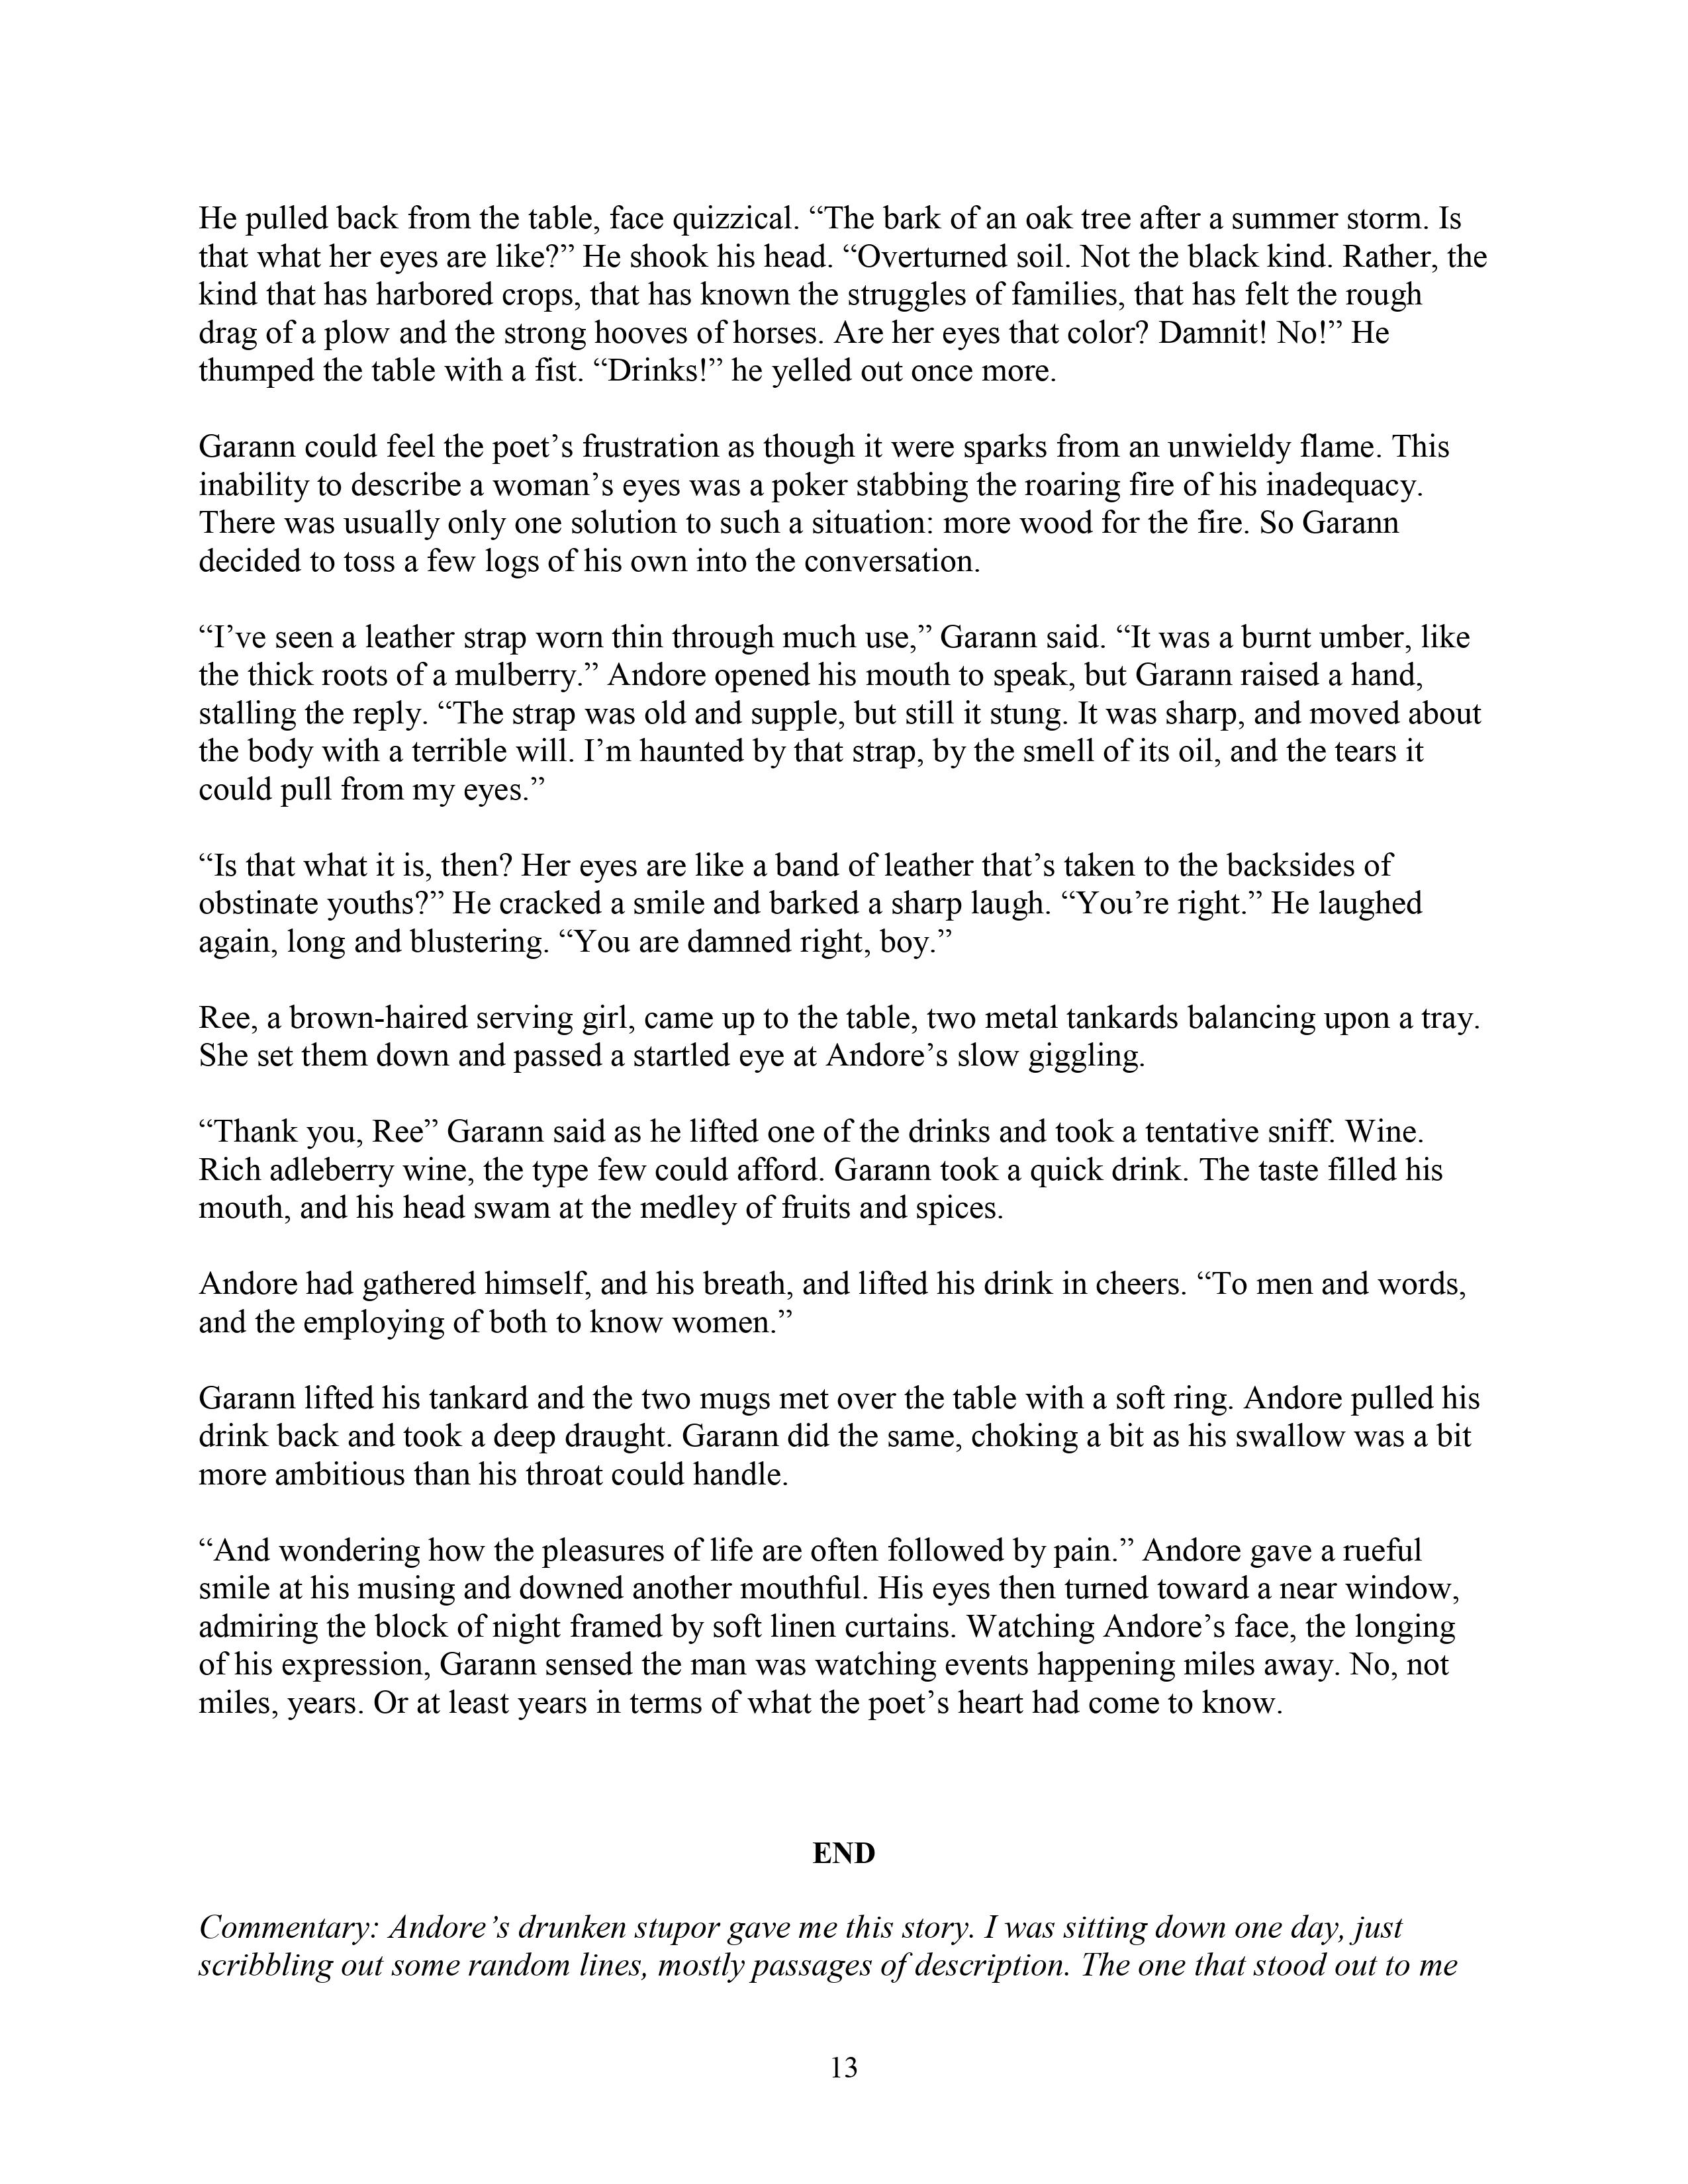 He pulled back from the table, face quizzical. “The bark of an oak tree after a summer storm. Is
that what her eyes are like?” He shook his head. “Overturned soil. Not the black kind. Rather, the
kind that has harbored crops, that has known the struggles of families, that has felt the rough
drag of a plow and the strong hooves of horses. Are her eyes that color? Damnit! No!” He
thumped the table with a fist. “Drinks!” he yelled out once more.
Garann could feel the poet’s frustration as though it were sparks from an unwieldy flame. This
inability to describe a woman’s eyes was a poker stabbing the roaring fire of his inadequacy.
There was usually only one solution to such a situation: more wood for the fire. So Garann
decided to toss a few logs of his own into the conversation.
“I’ve seen a leather strap worn thin through much use,” Garann said. “It was a burnt umber, like
the thick roots of a mulberry.” Andore opened his mouth to speak, but Garann raised a hand,
stalling the reply. “The strap was old and supple, but still it stung. It was sharp, and moved about
the body with a terrible will. I’m haunted by that strap, by the smell of its oil, and the tears it
could pull from my eyes.”
“Is that what it is, then? Her eyes are like a band of leather that’s taken to the backsides of
obstinate youths?” He cracked a smile and barked a sharp laugh. “You’re right.” He laughed
again, long and blustering. “You are damned right, boy.”
Ree, a brown-haired serving girl, came up to the table, two metal tankards balancing upon a tray.
She set them down and passed a startled eye at Andore’s slow giggling.
“Thank you, Ree” Garann said as he lifted one of the drinks and took a tentative sniff. Wine.
Rich adleberry wine, the type few could afford. Garann took a quick drink. The taste filled his
mouth, and his head swam at the medley of fruits and spices.
Andore had gathered himself, and his breath, and lifted his drink in cheers. “To men and words,
and the employing of both to know women.”
Garann lifted his tankard and the two mugs met over the table with a soft ring. Andore pulled his
drink back and took a deep draught. Garann did the same, choking a bit as his swallow was a bit
more ambitious than his throat could handle.
“And wondering how the pleasures of life are often followed by pain.” Andore gave a rueful
smile at his musing and downed another mouthful. His eyes then turned toward a near window,
admiring the block of night framed by soft linen curtains. Watching Andore’s face, the longing
of his expression, Garann sensed the man was watching events happening miles away. No, not
miles, years. Or at least years in terms of what the poet’s heart had come to know.
END
Commentary: Andore’s drunken stupor gave me this story. I was sitting down one day, just
scribbling out some random lines, mostly passages of description. The one that stood out to me
13